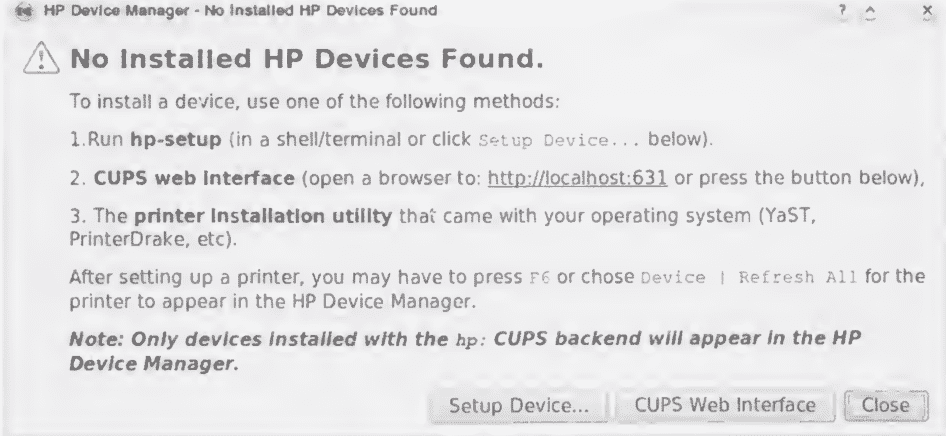 HP Device Manager - No Installed HP Devices Found
No Installed HP Devices Found.
To install a device, use one of the following methods:
1.Run hp-setup (in a shell/terminal or click Setup Device... below).
2. CUPS web interface (open a browser to: http://localhost:631 or press the button below),
3. The printer installation utility that came with your operating system (YaST,
PrinterDrake, etc).
After setting up a printer, you may have to press F6 or chose Device | Refresh All for the
printer to appear in the HP Device Manager.
Note: Only devices installed with the hp: CUPS backend will appear in the HP
Device Manager.
Setup Device... CUPS Web Interface Close